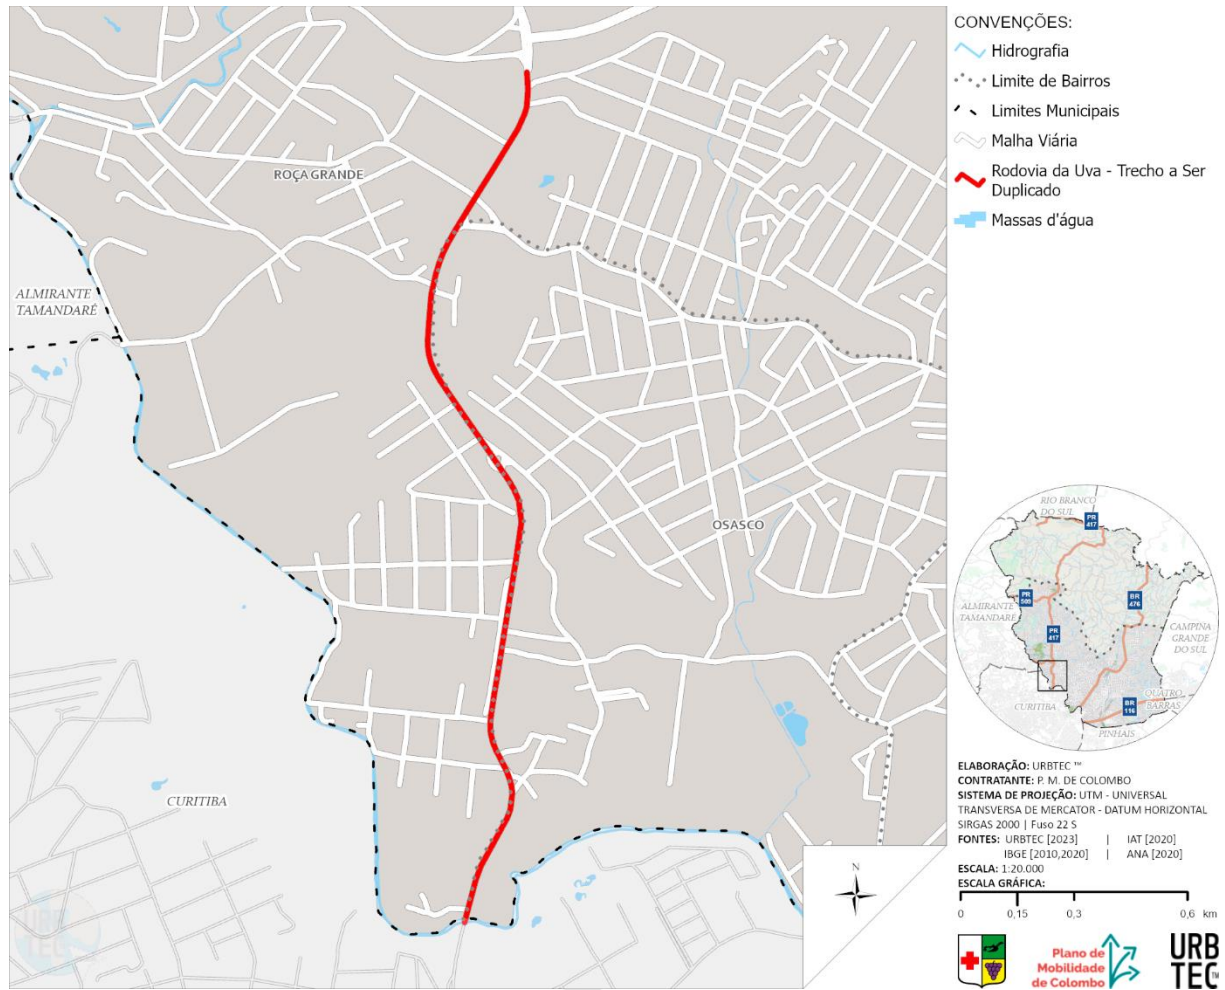 CONVENÇÕES:
Hidrografia
Limite de Bairros
Limites Municipais
Malha Viária
Rodovia da Uva - Trecho a Ser
Duplicado
Massas d'água
ROÇA GRANDE
ALMIRANTE
TAMANDARÉ
OSASCO
CURITIBA
RIO BRANCO
DO SUL
PR
417
PR
509
BR
476
ALMIRANTE
TAMANDARÉ
PR
417
CAMPINA
GRANDE
DO SUL
CURITIBA
QUATRO
BARRAS
BR
116
PINHAIS
ELABORAÇÃO: URBTEC ™
CONTRATANTE: P. M. DE COLOMBO
SISTEMA DE PROJEÇÃO: UTM - UNIVERSAL
TRANSVERSA DE MERCATOR - DATUM HORIZONTAL
SIRGAS 2000 | Fuso 22 S
FONTES: URBTEC [2023] | IAT [2020]
IBGE [2010,2020] | ANA [2020]
ESCALA: 1:20.000
ESCALA GRÁFICA:
0 0,15 0,3 0,6 km
N
Plano de
Mobilidade
de Colombo
URB
TEC™
URB
TEC